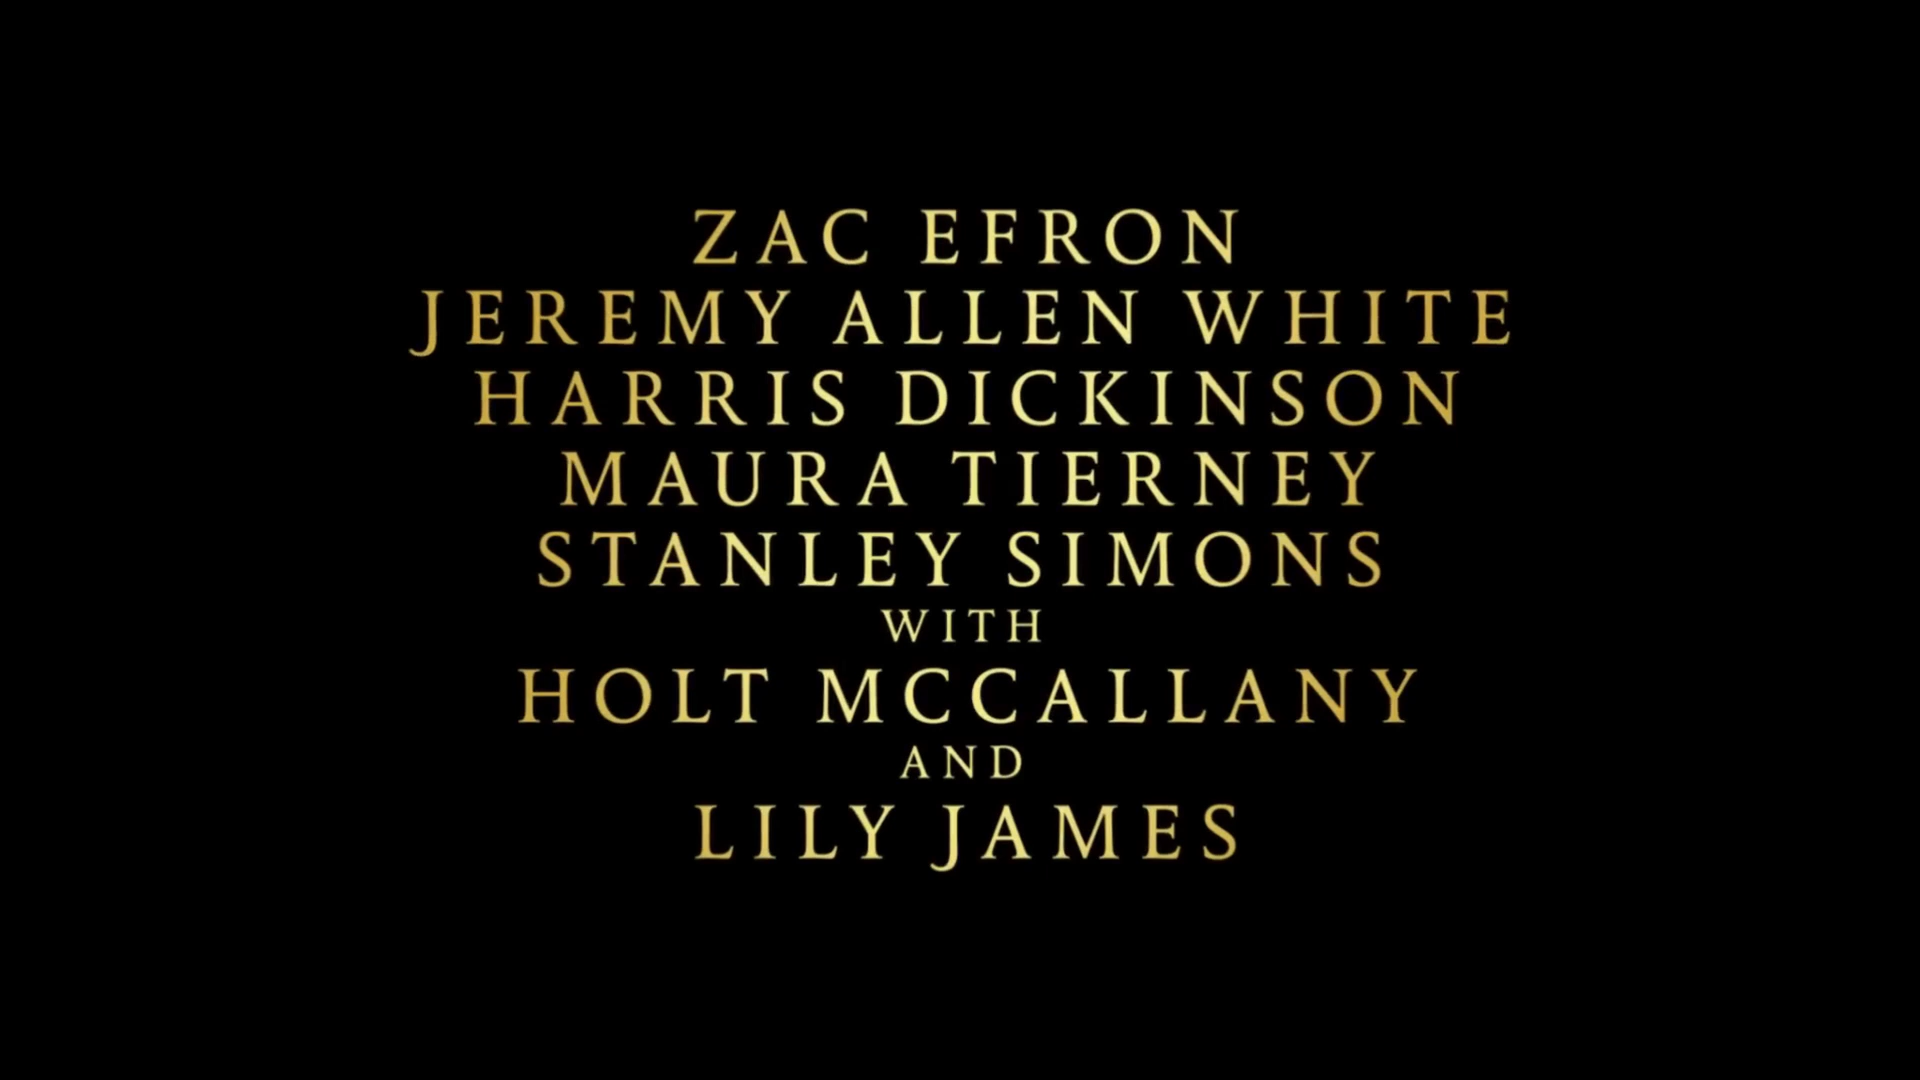 ZAC EFRON
JEREMY ALLEN WHITE
HARRIS DICKINSON
MAURA TIERNEY
STANLEY SIMONS
WITH
HOLT MCCALLANY
AND
LILY JAMES